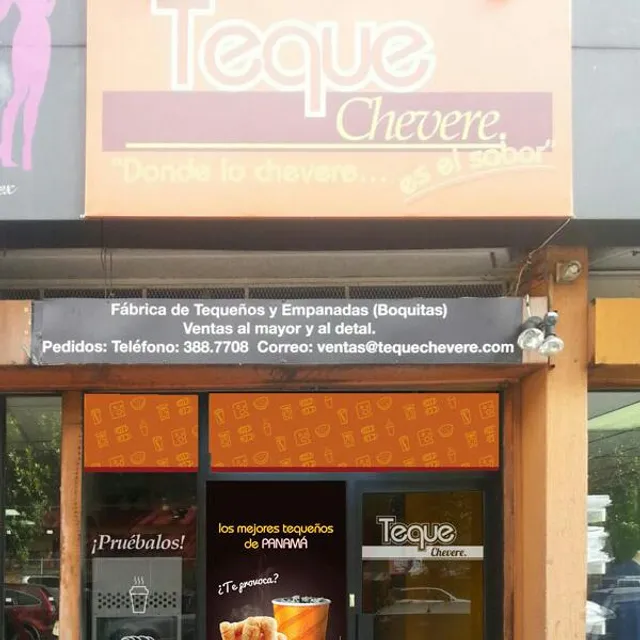 Teque
Chevere.
"Donde lo chevere... es el sabor"
Fábrica de Tequeños y Empanadas (Boquitas)
Ventas al mayor y al detal.
Pedidos: Teléfono: 388.7708 Correo: ventas@tequechevere.com
¡Pruébalos!
los mejores tequeños
de PANAMÁ
¿Te provoca?
Teque
Chevere.